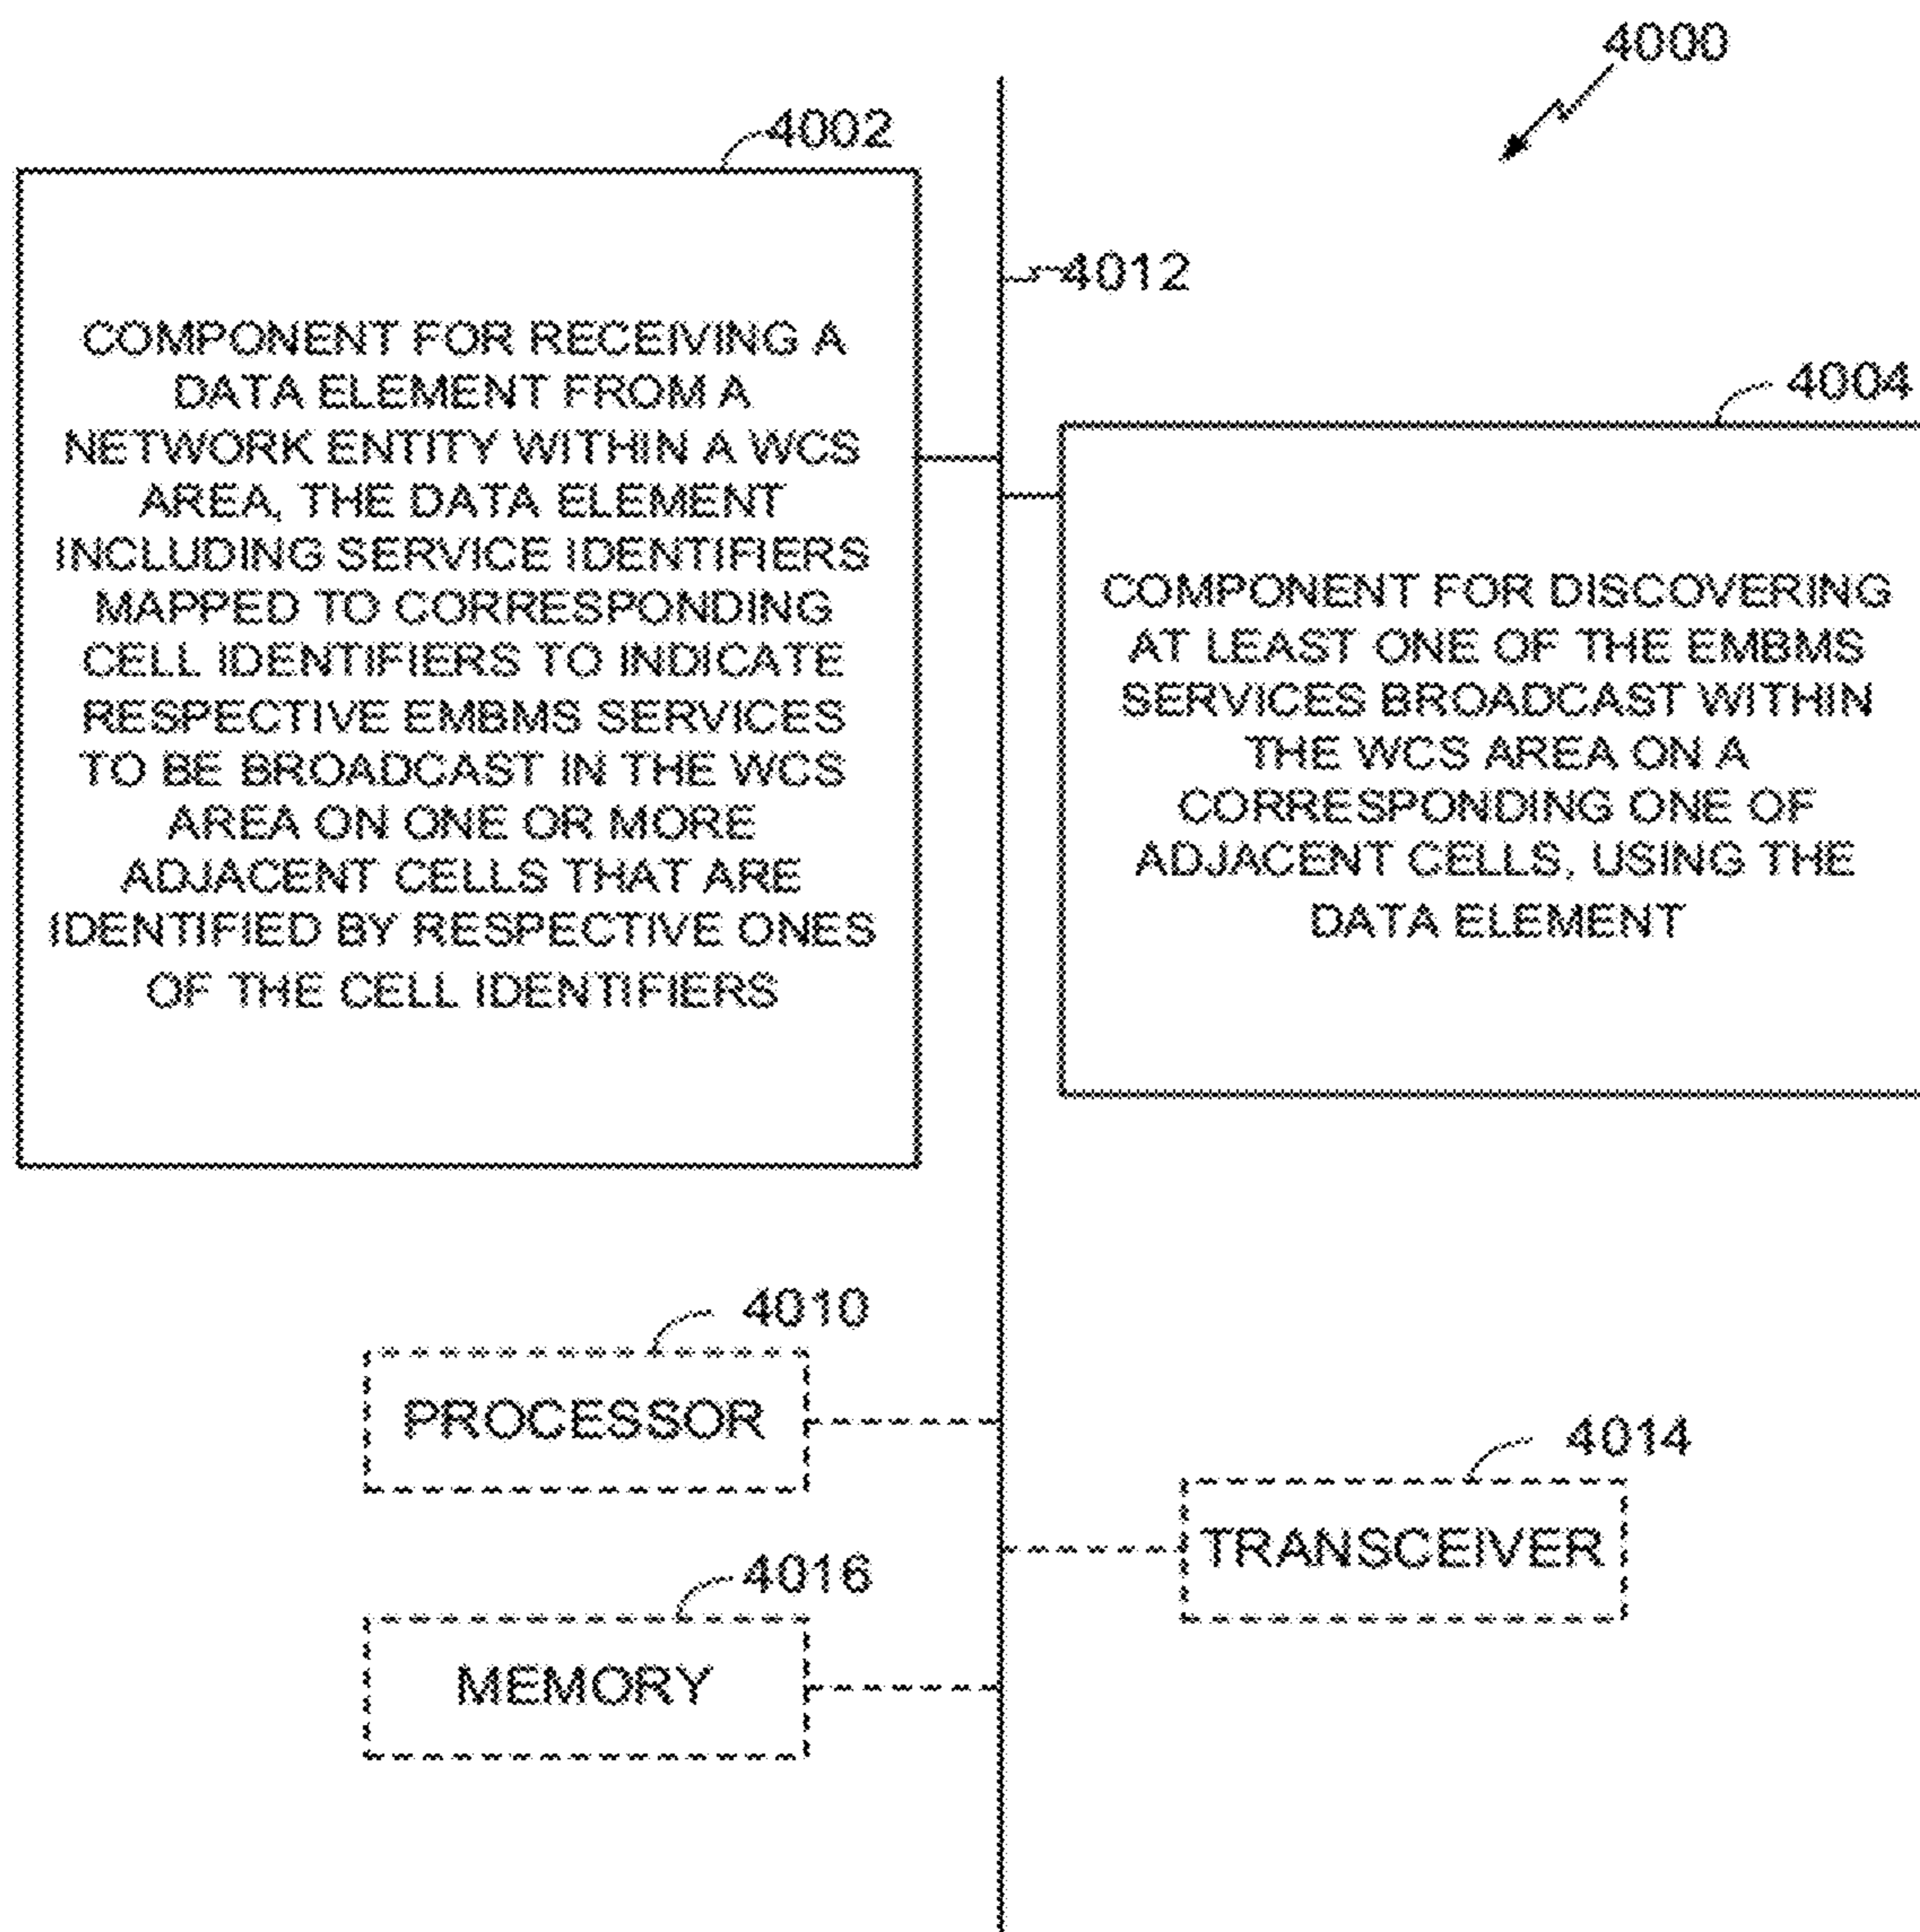 4000
4002
4012
COMPONENT FOR RECEIVING A
DATA ELEMENT FROM A
NETWORK ENTITY WITHIN A WCS
AREA, THE DATA ELEMENT
INCLUDING SERVICE IDENTIFIERS
MAPPED TO CORRESPONDING
CELL IDENTIFIERS TO INDICATE
RESPECTIVE EMBMS SERVICES
TO BE BROADCAST IN THE WCS
AREA ON ONE OR MORE
ADJACENT CELLS THAT ARE
IDENTIFIED BY RESPECTIVE ONES
OF THE CELL IDENTIFIERS
4004
COMPONENT FOR DISCOVERING
AT LEAST ONE OF THE EMBMS
SERVICES BROADCAST WITHIN
THE WCS AREA ON A
CORRESPONDING ONE OF
ADJACENT CELLS, USING THE
DATA ELEMENT
4010
PROCESSOR
4014
TRANSCEIVER
4016
MEMORY